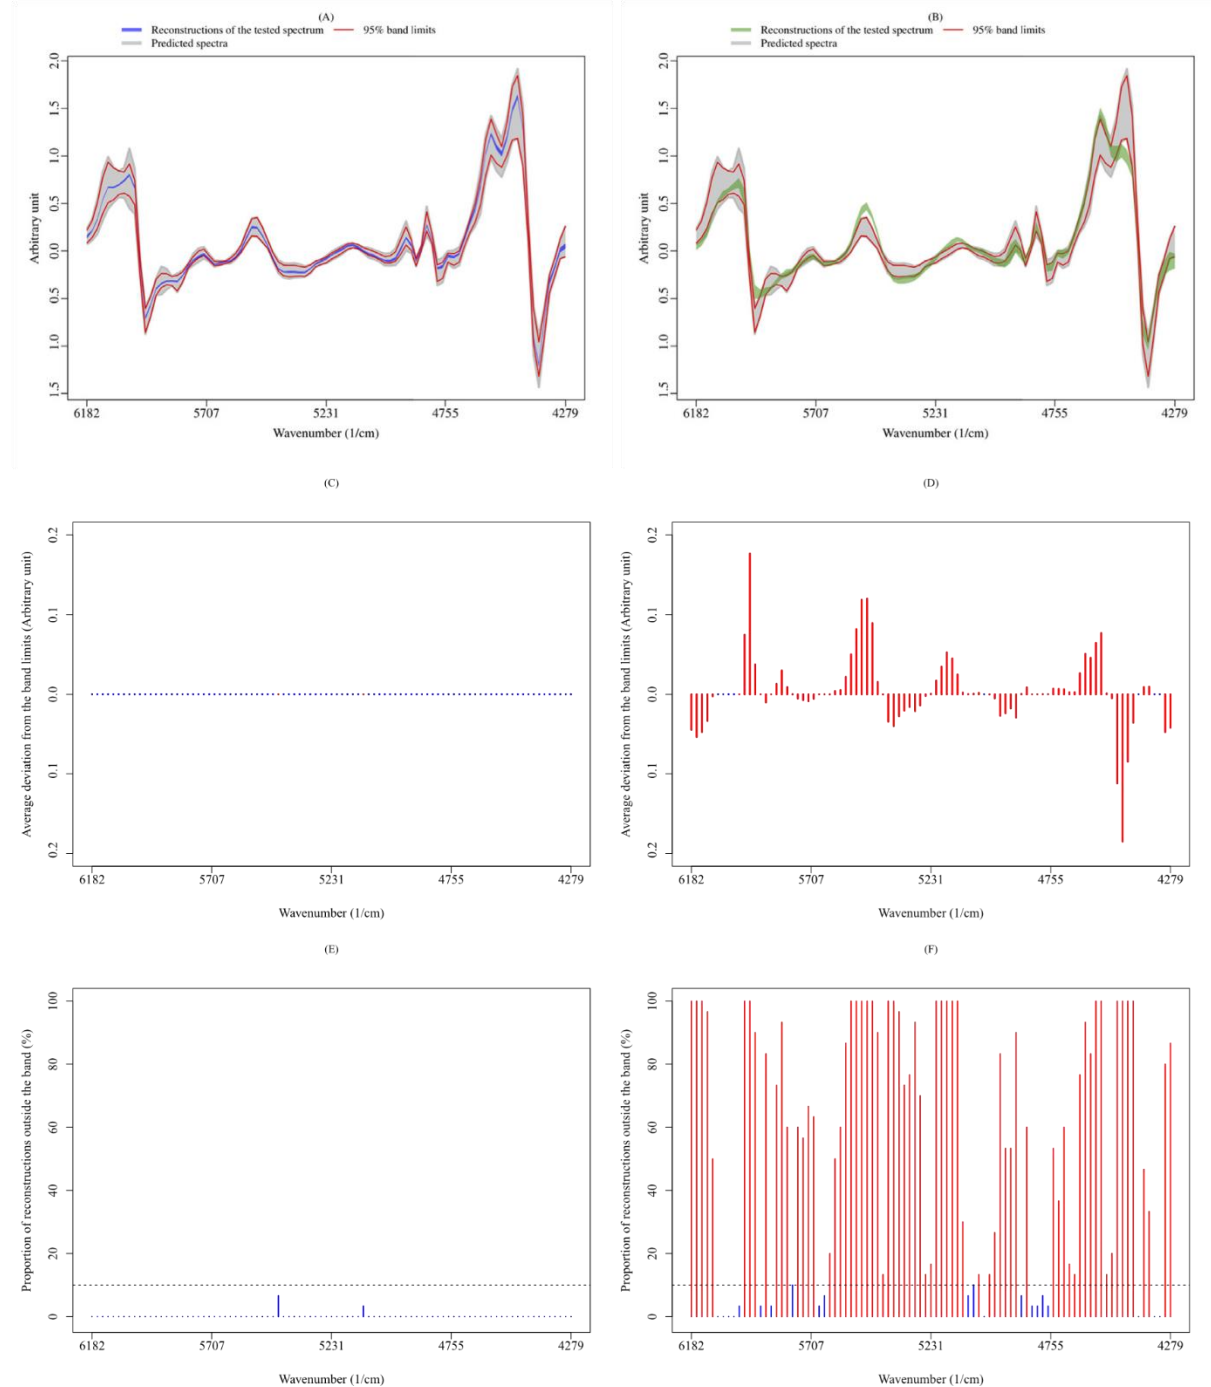 (A)
Reconstructions of the tested spectrum
95% band limits
Predicted spectra
2.0
1.5
1.0
0.5
0.0
0.5
1.0
1.5
Arbitrary unit
6182
5707
5231
4755
4279
Wavenumber (1/cm)
(B)
Reconstructions of the tested spectrum
95% band limits
Predicted spectra
2.0
1.5
1.0
0.5
0.0
0.5
1.0
1.5
Arbitrary unit
6182
5707
5231
4755
4279
Wavenumber (1/cm)
(C)
0.2
0.1
0.0
0.1
0.2
Average deviation from the band limits (Arbitrary unit)
6182
5707
5231
4755
4279
Wavenumber (1/cm)
(D)
0.2
0.1
0.0
0.1
0.2
Average deviation from the band limits (Arbitrary unit)
6182
5707
5231
4755
4279
Wavenumber (1/cm)
(E)
100
80
60
40
20
0
Proportion of reconstructions outside the band (%)
6182
5707
5231
4755
4279
Wavenumber (1/cm)
(F)
100
80
60
40
20
0
Proportion of reconstructions outside the band (%)
6182
5707
5231
4755
4279
Wavenumber (1/cm)